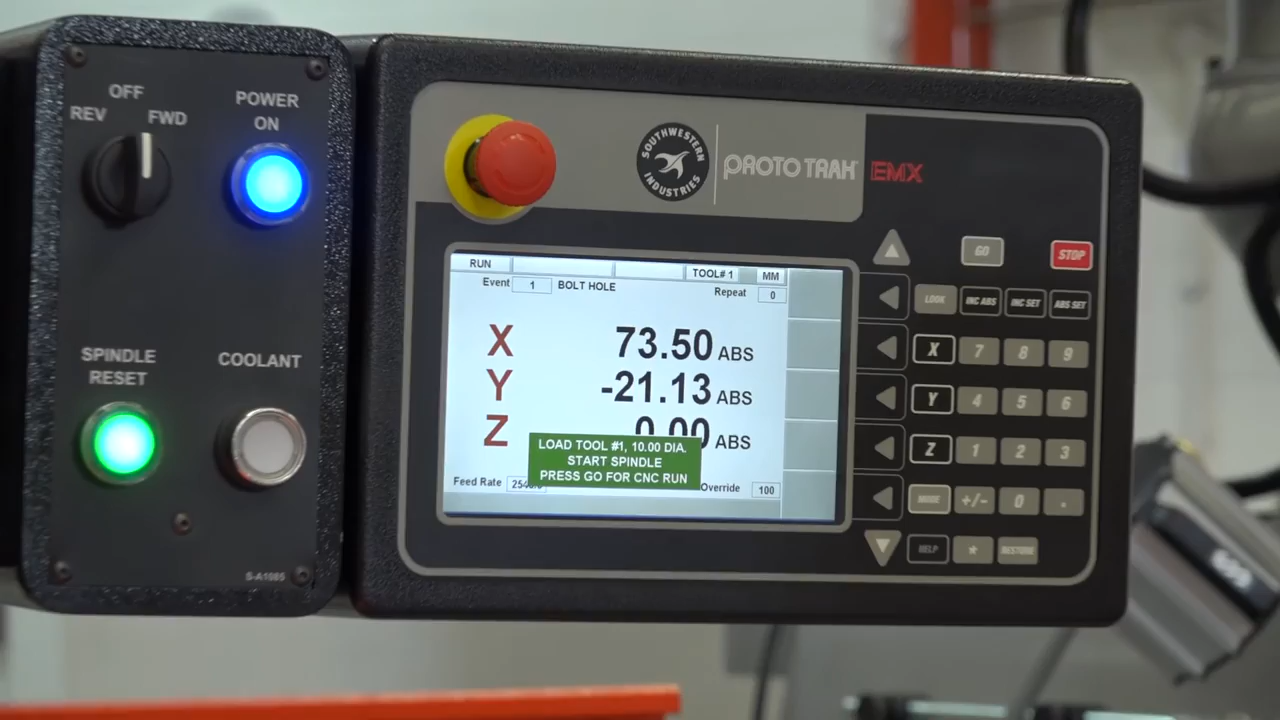 OFF
REV
FWD
POWER
ON
SPINDLE
RESET
COOLANT
S-A1085
SOUTHWESTERN
INDUSTRIES
PROTO TRAK EMX
RUN
TOOL# 1
MM
Event 1 BOLT HOLE
Repeat 0
X 73.50 ABS
Y -21.13 ABS
Z 0.00 ABS
LOAD TOOL #1, 10.00 DIA.
START SPINDLE
PRESS GO FOR CNC RUN
Feed Rate
Override 100
GO STOP
LOOK INC ABS INC SET ABS SET
X 7 8 9
Y 4 5 6
Z 1 2 3
MODE +/- 0 .
HELP * RESTORE